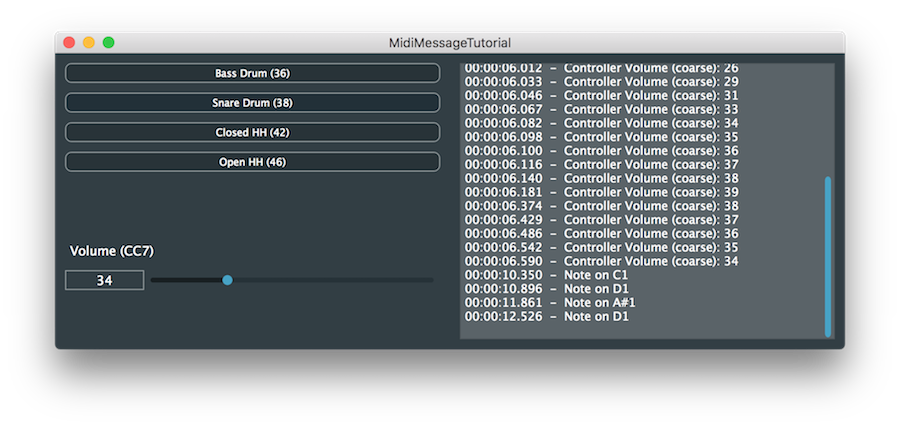 MidiMessageTutorial
Bass Drum (36)
Snare Drum (38)
Closed HH (42)
Open HH (46)
Volume (CC7)
34
00:00:06.012 – Controller Volume (coarse): 26
00:00:06.033 – Controller Volume (coarse): 29
00:00:06.046 – Controller Volume (coarse): 31
00:00:06.067 – Controller Volume (coarse): 33
00:00:06.082 – Controller Volume (coarse): 34
00:00:06.098 – Controller Volume (coarse): 35
00:00:06.100 – Controller Volume (coarse): 36
00:00:06.116 – Controller Volume (coarse): 37
00:00:06.140 – Controller Volume (coarse): 38
00:00:06.181 – Controller Volume (coarse): 39
00:00:06.374 – Controller Volume (coarse): 38
00:00:06.429 – Controller Volume (coarse): 37
00:00:06.486 – Controller Volume (coarse): 36
00:00:06.542 – Controller Volume (coarse): 35
00:00:06.590 – Controller Volume (coarse): 34
00:00:10.350 – Note on C1
00:00:10.896 – Note on D1
00:00:11.861 – Note on A#1
00:00:12.526 – Note on D1